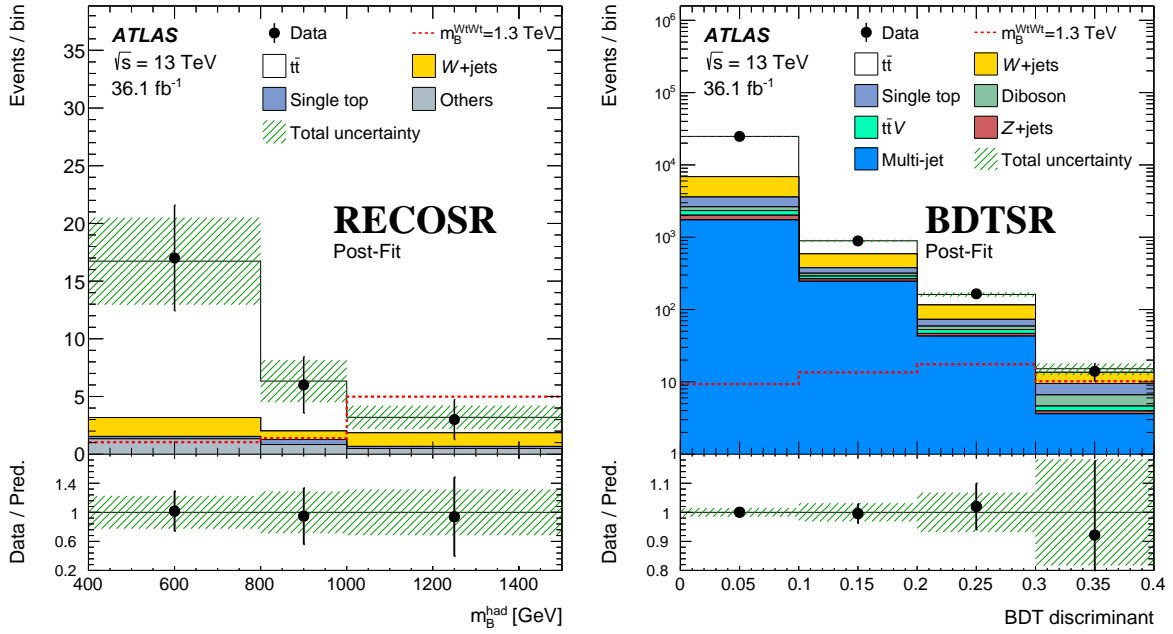 Events / bin
35
30
25
20
15
10
5
0
ATLAS
√s = 13 TeV
36.1 fb⁻¹
Data
m_B^WtWt=1.3 TeV
tt̄
W+jets
Single top
Others
Total uncertainty
RECOSR
Post-Fit
Data / Pred.
1.4
1
0.6
0.2
400 600 800 1000 1200 1400
m_B^had [GeV]
Events / bin
10⁶
10⁵
10⁴
10³
10²
10
1
ATLAS
√s = 13 TeV
36.1 fb⁻¹
Data
m_B^WtWt=1.3 TeV
tt̄
W+jets
Single top
Diboson
tt̄V
Z+jets
Multi-jet
Total uncertainty
BDTSR
Post-Fit
Data / Pred.
1.1
1
0.9
0.8
0 0.05 0.1 0.15 0.2 0.25 0.3 0.35 0.4
BDT discriminant